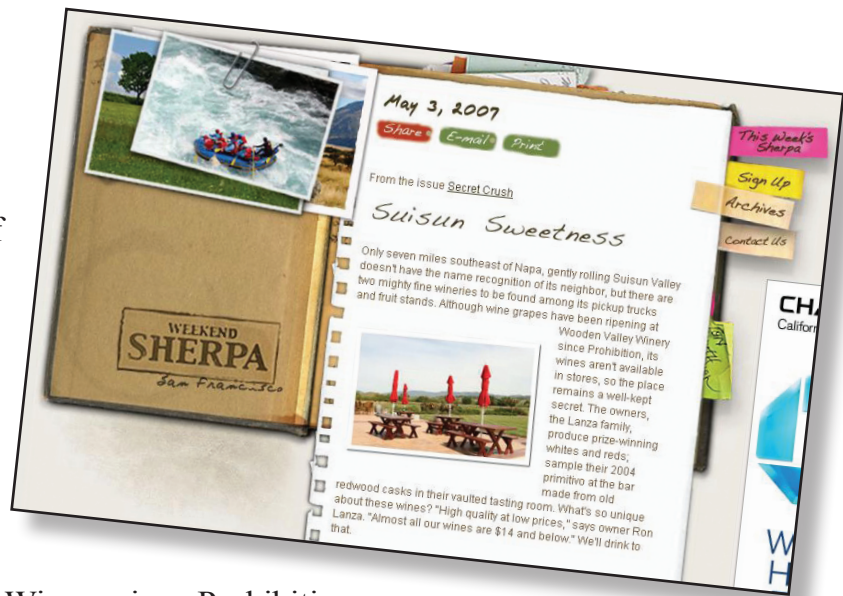 f
May 3, 2007
Share
E-mail
Print
From the issue Secret Crush
Suisun Sweetness
Only seven miles southeast of Napa, gently rolling Suisun Valley
doesn't have the name recognition of its neighbor, but there are
two mighty fine wineries to be found among its pickup trucks
and fruit stands. Although wine grapes have been ripening at
Wooden Valley Winery
since Prohibition, its
wines aren't available
in stores, so the place
remains a well-kept
secret. The owners,
the Lanza family,
produce prize-winning
whites and reds;
sample their 2004
primitivo at the bar
made from old
redwood casks in their vaulted tasting room. What's so unique
about these wines? "High quality at low prices," says owner Ron
Lanza. "Almost all our wines are $14 and below." We'll drink to
that.
WEEKEND
SHERPA
San Francisco
This Week's
Sherpa
Sign Up
Archives
Contact Us
CHA
Californ
W
H